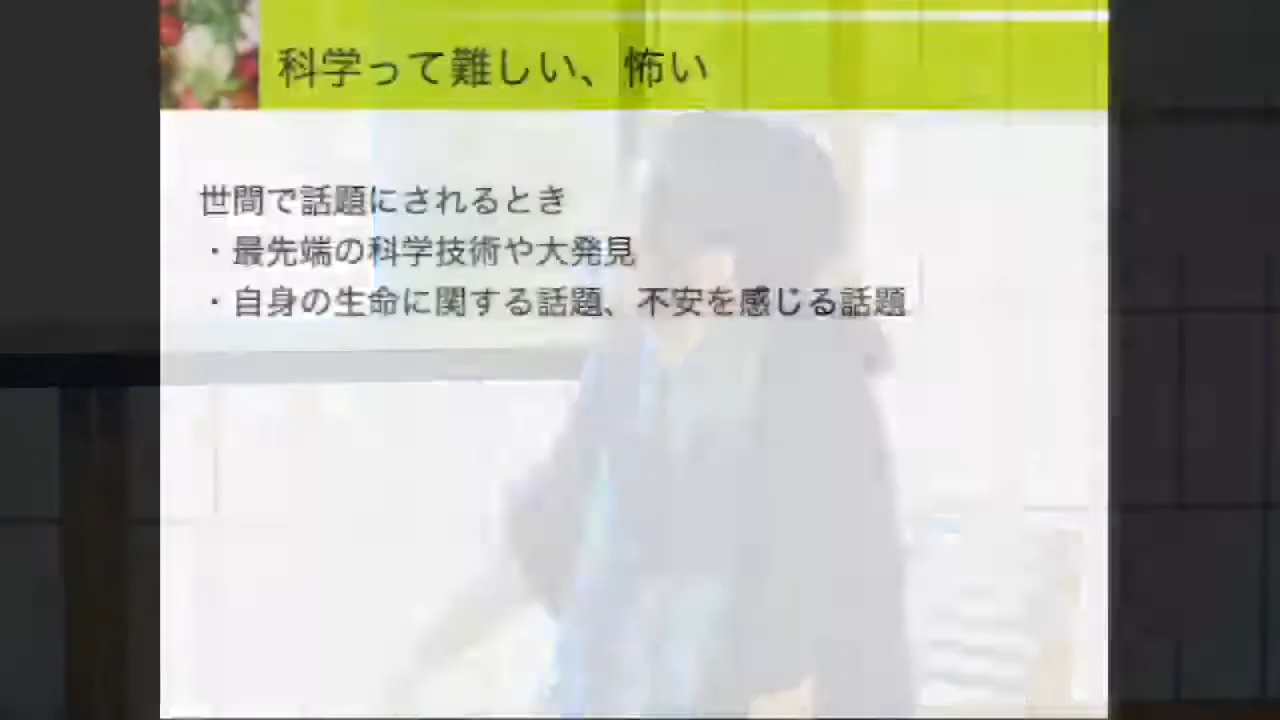 科学って難しい、怖い
世間で話題にされるとき
・最先端の科学技術や大発見
・自身の生命に関する話題、不安を感じる話題